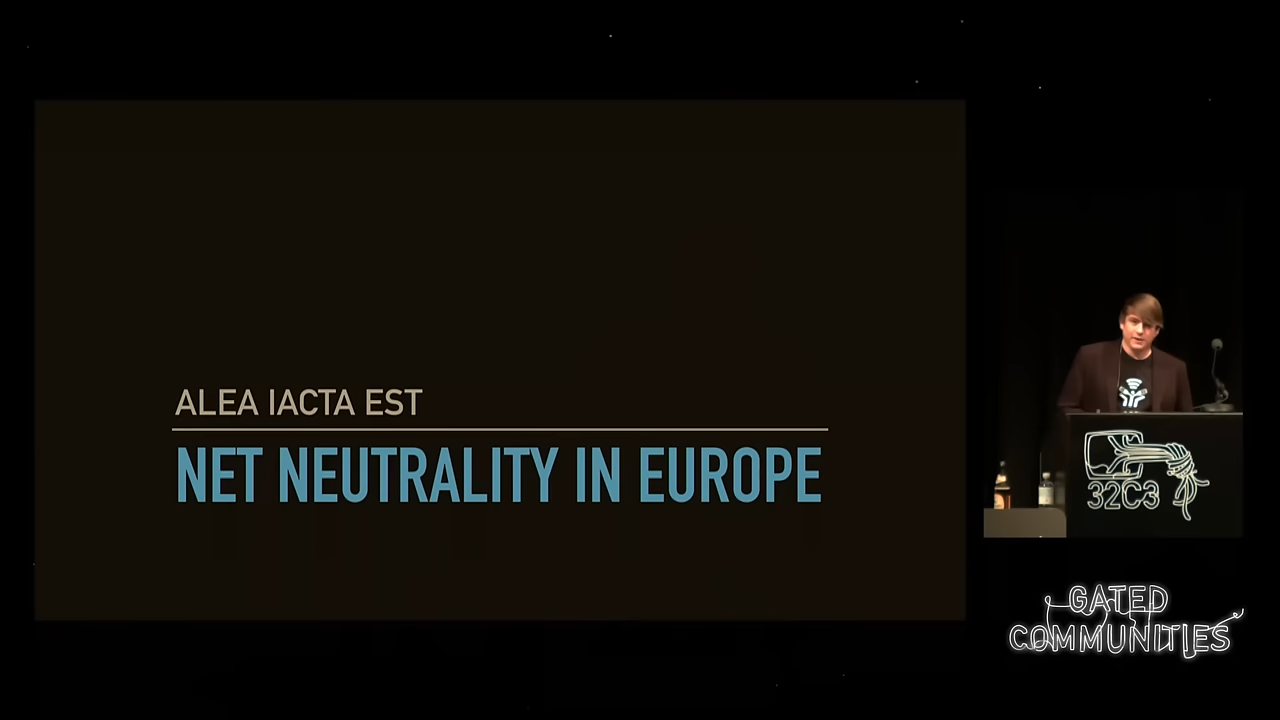 ALEA IACTA EST
NET NEUTRALITY IN EUROPE
32C3
GATED
COMMUNITIES